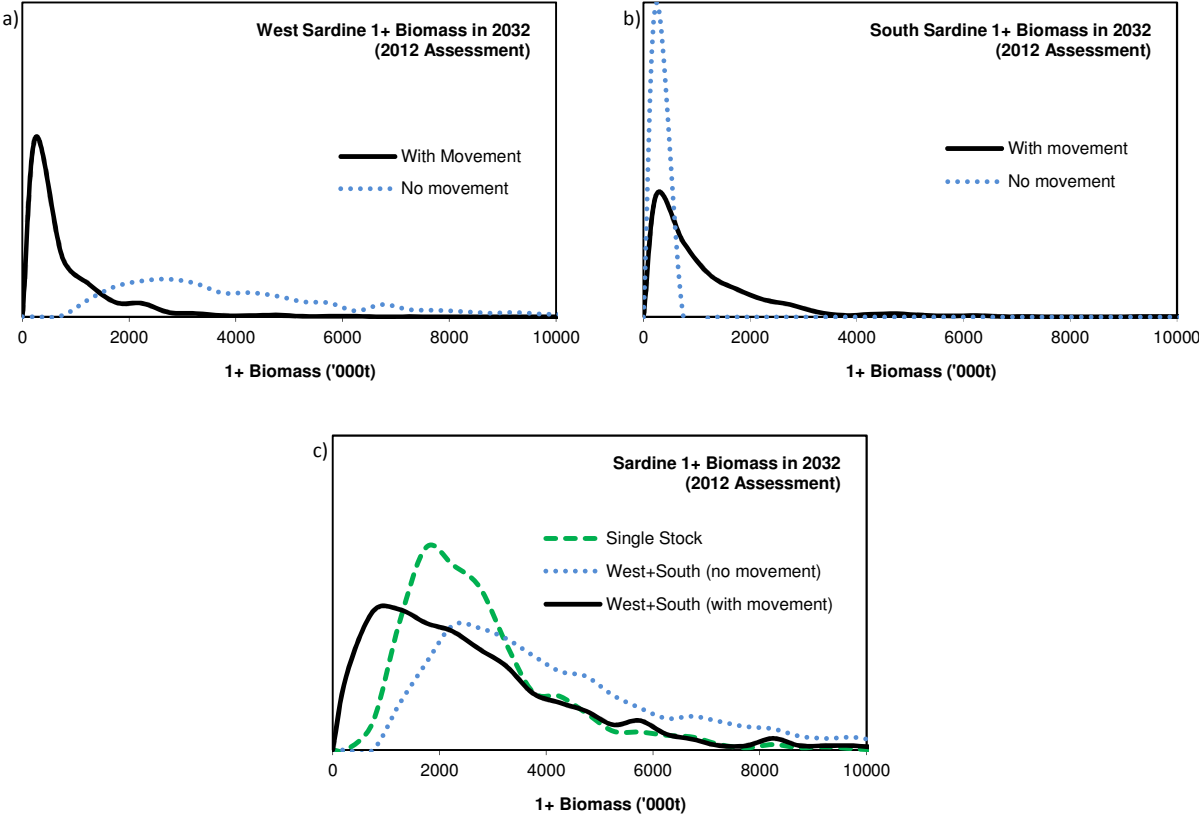 a)
West Sardine 1+ Biomass in 2032
(2012 Assessment)
With Movement
No movement
0 2000 4000 6000 8000 10000
1+ Biomass ('000t)
b)
South Sardine 1+ Biomass in 2032
(2012 Assessment)
With movement
No movement
0 2000 4000 6000 8000 10000
1+ Biomass ('000t)
c)
Sardine 1+ Biomass in 2032
(2012 Assessment)
Single Stock
West+South (no movement)
West+South (with movement)
0 2000 4000 6000 8000 10000
1+ Biomass ('000t)